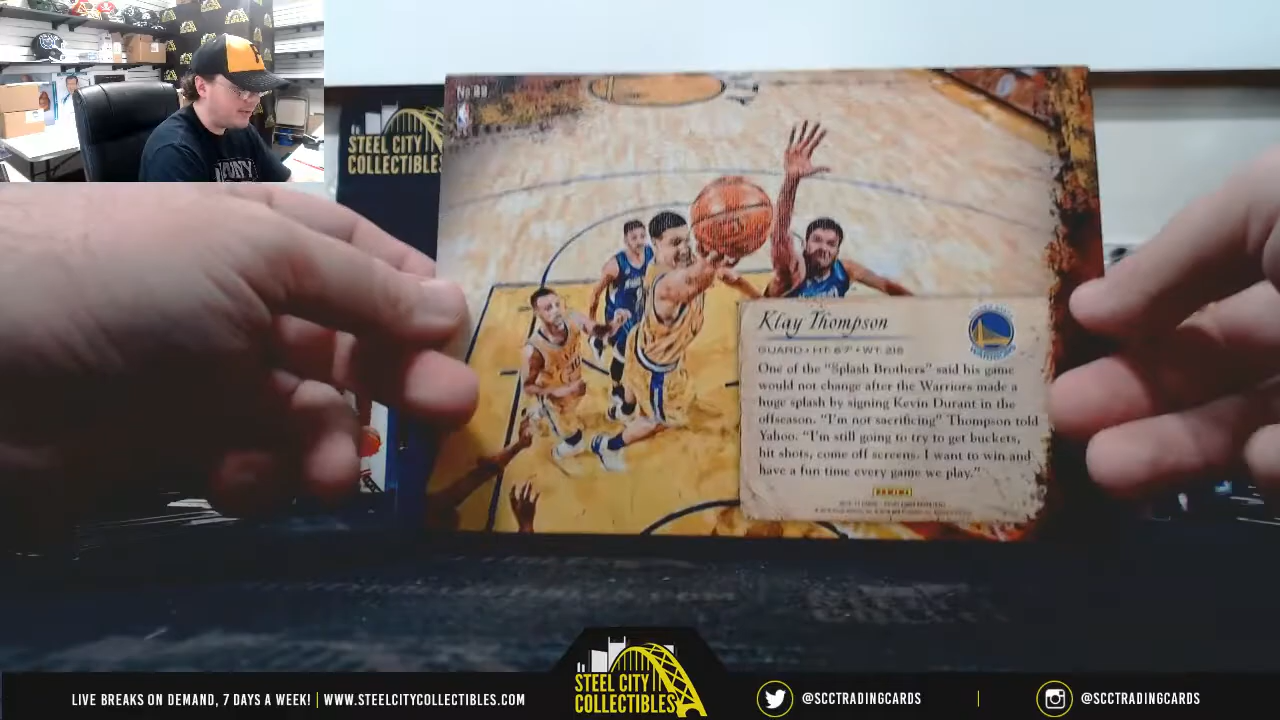 STEEL CITY
COLLECTIBLES
Klay Thompson
GUARD • HT: 6'7" • WT: 215
One of the "Splash Brothers" said his game
would not change after the Warriors made a
huge splash by signing Kevin Durant in the
offseason. "I'm not sacrificing" Thompson told
Yahoo. "I'm still going to try to get buckets,
hit shots, come off screens. I want to win and
have a fun time every game we play."
WARRIORS
PANINI
LIVE BREAKS ON DEMAND, 7 DAYS A WEEK! | WWW.STEELCITYCOLLECTIBLES.COM
STEEL CITY
COLLECTIBLES
@SCCTRADINGCARDS
@SCCTRADINGCARDS